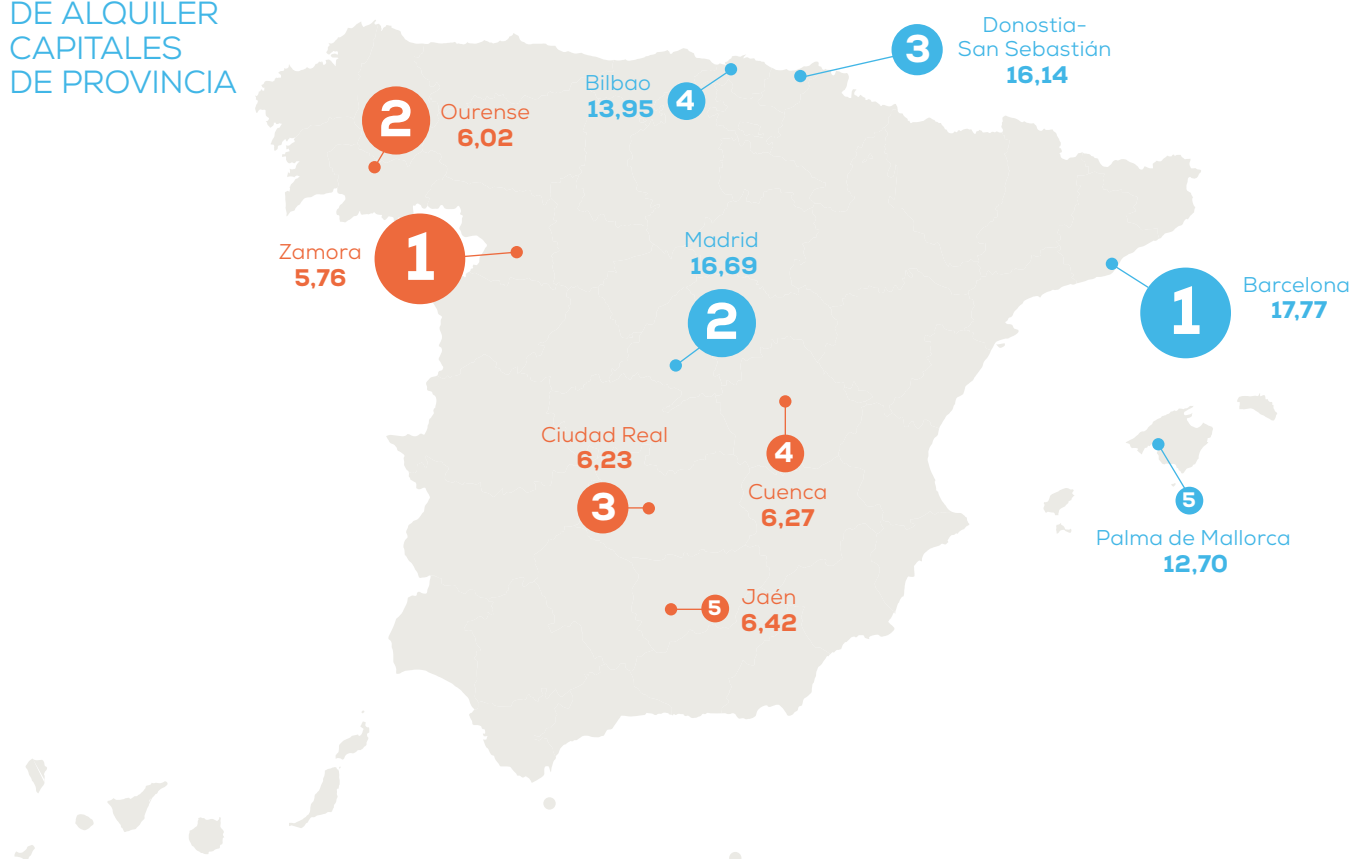 DE ALQUILER
CAPITALES
DE PROVINCIA
3
Donostia-
San Sebastián
16,14
Bilbao
13,95
4
2
Ourense
6,02
Zamora
5,76
1
Madrid
16,69
2
1
Barcelona
17,77
Ciudad Real
6,23
3
4
Cuenca
6,27
5
Palma de Mallorca
12,70
5
Jaén
6,42